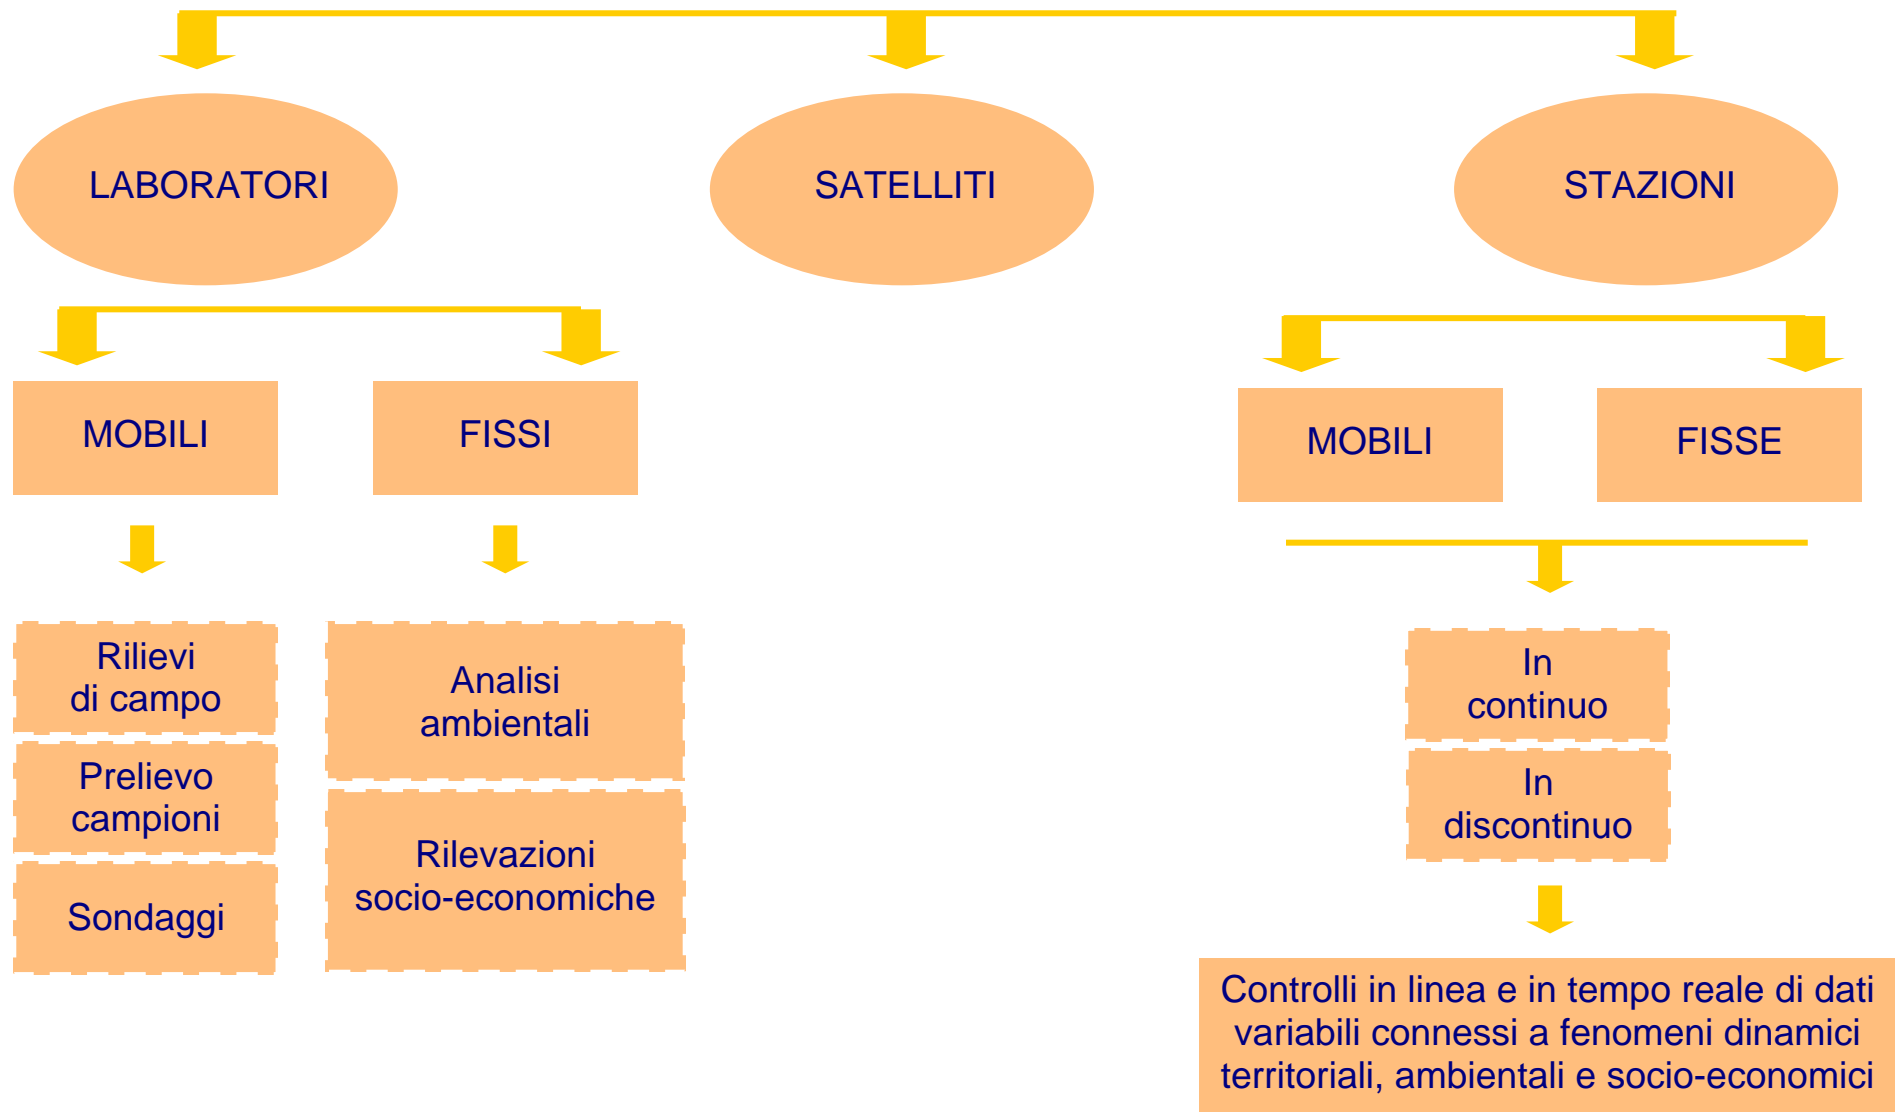 LABORATORI
SATELLITI
STAZIONI
MOBILI
FISSI
MOBILI
FISSE
Rilievi
di campo
Prelievo
campioni
Sondaggi
Analisi
ambientali
Rilevazioni
socio-economiche
In
continuo
In
discontinuo
Controlli in linea e in tempo reale di dati
variabili connessi a fenomeni dinamici
territoriali, ambientali e socio-economici